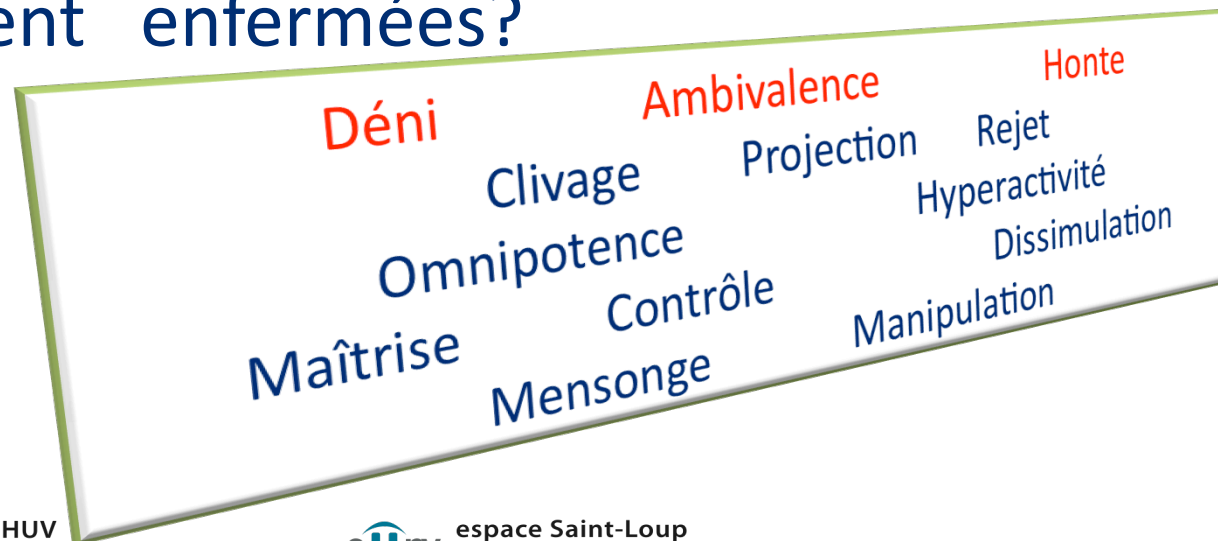 ent enfermées?
Déni Ambivalence Honte
Clivage Projection Rejet
Omnipotence Hyperactivité
Maîtrise Contrôle Dissimulation
Mensonge Manipulation
HUV
espace Saint-Loup